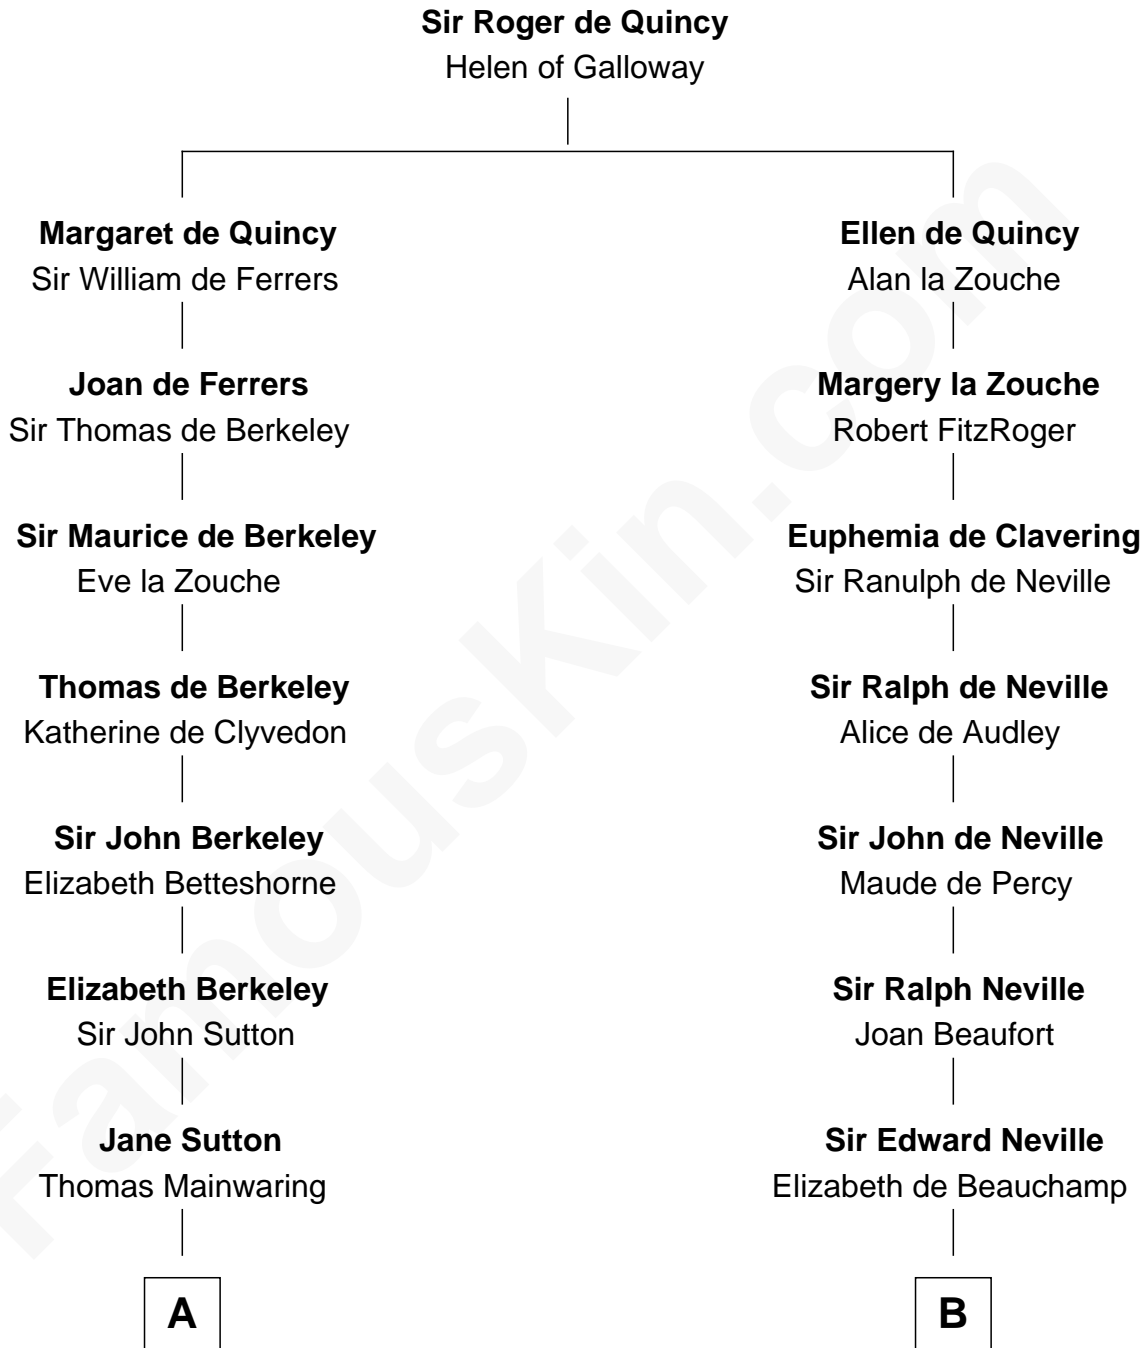 Sir Roger de Quincy
Helen of Galloway
Margaret de Quincy
Sir William de Ferrers
Ellen de Quincy
Alan la Zouche
Joan de Ferrers
Sir Thomas de Berkeley
Margery la Zouche
Robert FitzRoger
Sir Maurice de Berkeley
Eve la Zouche
Euphemia de Clavering
Sir Ranulph de Neville
Thomas de Berkeley
Katherine de Clyvedon
Sir Ralph de Neville
Alice de Audley
Sir John Berkeley
Elizabeth Betteshorne
Sir John de Neville
Maude de Percy
Elizabeth Berkeley
Sir John Sutton
Sir Ralph Neville
Joan Beaufort
Jane Sutton
Thomas Mainwaring
Sir Edward Neville
Elizabeth de Beauchamp
A
B
FamousKin.com